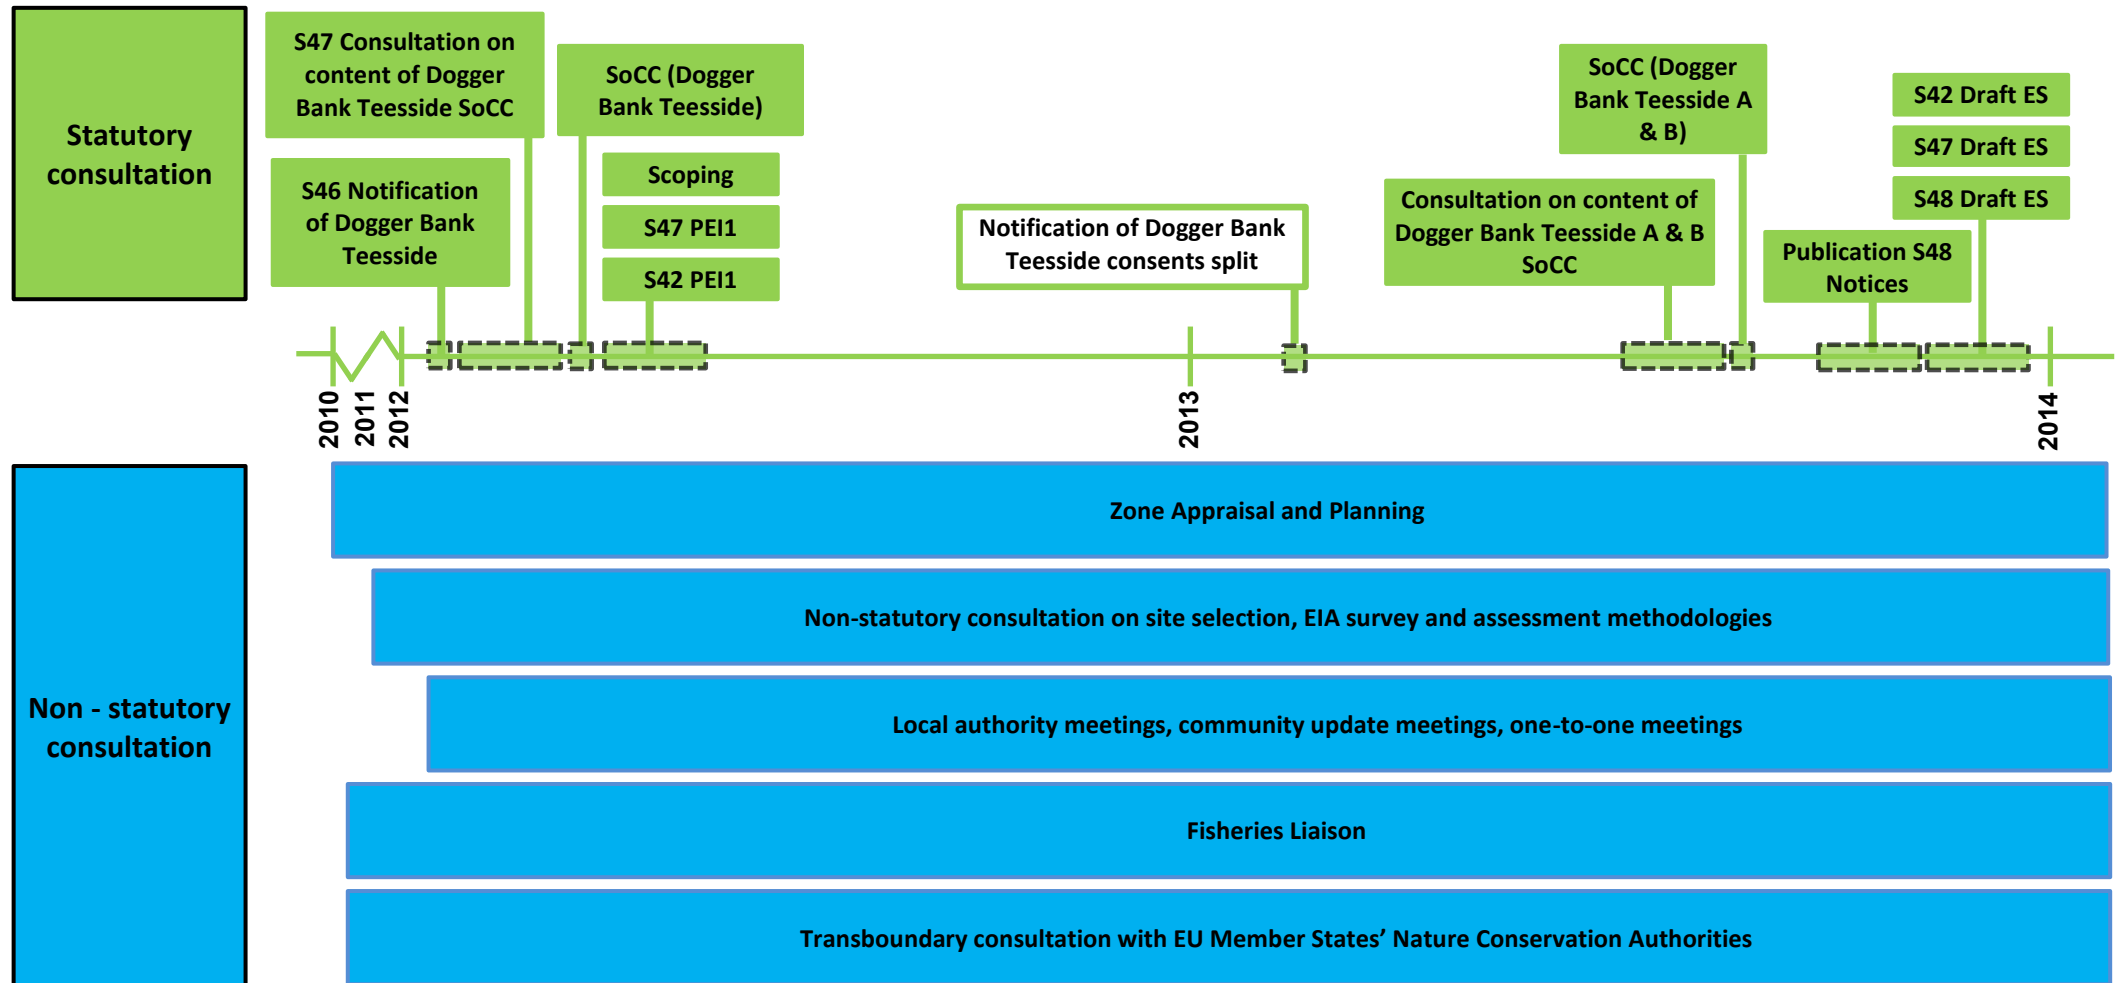 Statutory
consultation
S47 Consultation on
content of Dogger
Bank Teesside SoCC
S46 Notification
of Dogger Bank
Teesside
SoCC (Dogger
Bank Teesside)
Scoping
S47 PEI1
S42 PEI1
Notification of Dogger Bank
Teesside consents split
Consultation on content of
Dogger Bank Teesside A & B
SoCC
SoCC (Dogger
Bank Teesside A
& B)
Publication S48
Notices
S42 Draft ES
S47 Draft ES
S48 Draft ES
2010
2011
2012
2013
2014
Non - statutory
consultation
Zone Appraisal and Planning
Non-statutory consultation on site selection, EIA survey and assessment methodologies
Local authority meetings, community update meetings, one-to-one meetings
Fisheries Liaison
Transboundary consultation with EU Member States’ Nature Conservation Authorities